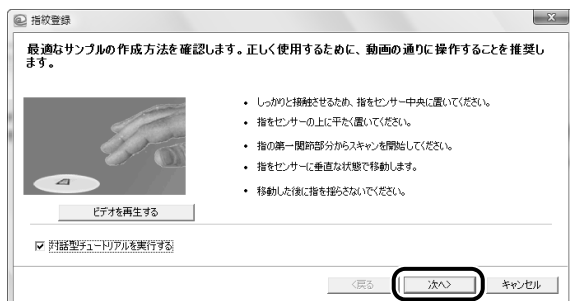 指紋登録
最適なサンプルの作成方法を確認します。正しく使用するために、動画の通りに操作することを推奨し
ます。
• しっかりと接触させるため、指をセンサー中央に置いてください。
• 指をセンサーの上に平たく置いてください。
• 指の第一関節部分からスキャンを開始してください。
• 指をセンサーに垂直な状態で移動します。
• 移動した後に指を揺らさないでください。
ビデオを再生する
対話型チュートリアルを実行する
<戻る 次へ> キャンセル